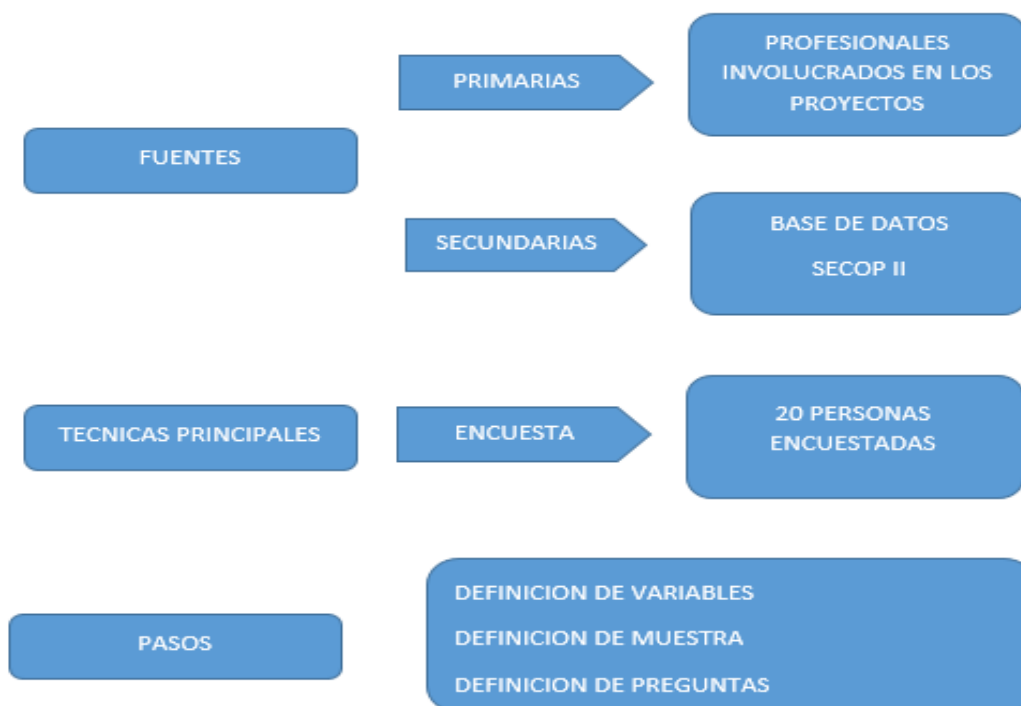 FUENTES
PRIMARIAS
PROFESIONALES
INVOLUCRADOS EN LOS
PROYECTOS
SECUNDARIAS
BASE DE DATOS
SECOP II
TECNICAS PRINCIPALES
ENCUESTA
20 PERSONAS
ENCUESTADAS
PASOS
DEFINICION DE VARIABLES
DEFINICION DE MUESTRA
DEFINICION DE PREGUNTAS